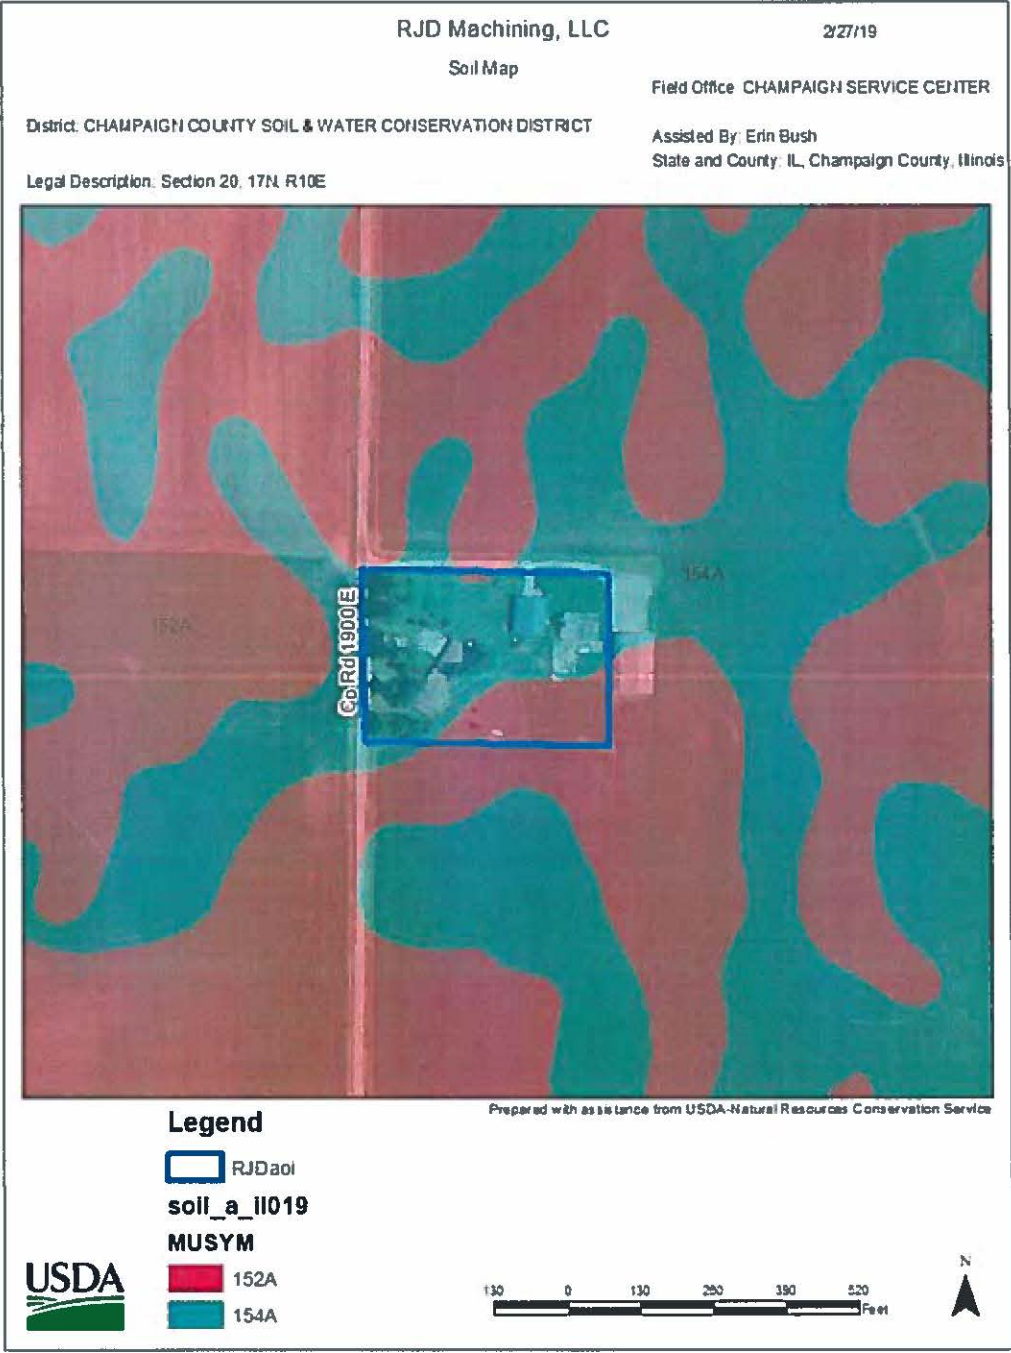 RJD Machining, LLC
2/27/19
Soil Map
Field Office CHAMPAIGN SERVICE CENTER
District: CHAMPAIGN COUNTY SOIL & WATER CONSERVATION DISTRICT
Assisted By: Erin Bush
State and County: IL, Champaign County, Illinois
Legal Description: Section 20, 17N, R10E
154A
152A
Co Rd 1900 E
Prepared with assistance from USDA-Natural Resources Conservation Service
Legend
RJDaoi
soil_a_il019
MUSYM
152A
154A
USDA
N
130 0 130 260 390 520
Feet